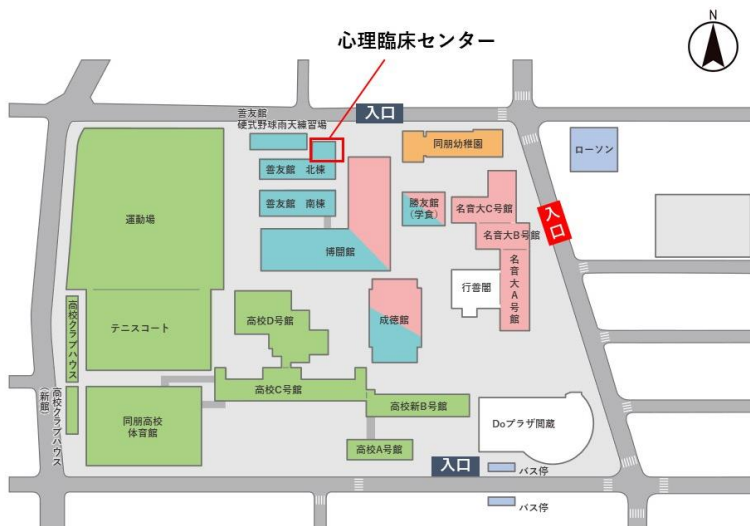 N
心理臨床センター
善友館
硬式野球雨天練習場
入口
同朋幼稚園
ローソン
善友館 北棟
運動場
善友館 南棟
勝友館
(学食)
名音大C号館
入口
名音大B号館
博聞館
名音大A号館
行善閣
高校クラブハウス
テニスコート
高校D号館
成徳館
高校C号館
高校クラブハウス
(新館)
高校新B号館
同朋高校
体育館
Doプラザ閲蔵
高校A号館
入口
バス停
バス停